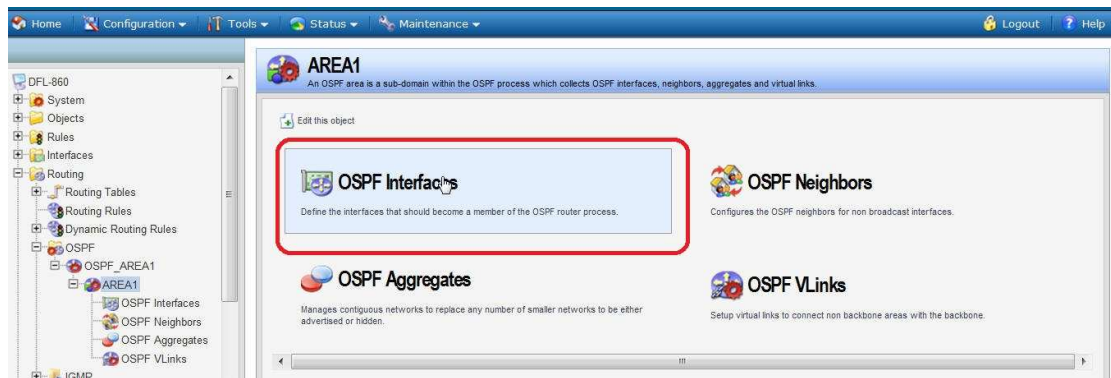 Home Configuration Tools Status Maintenance Logout Help
DFL-860
System
Objects
Rules
Interfaces
Routing
Routing Tables
Routing Rules
Dynamic Routing Rules
OSPF
OSPF_AREA1
AREA1
OSPF Interfaces
OSPF Neighbors
OSPF Aggregates
OSPF VLinks
IGMP
AREA1
An OSPF area is a sub-domain within the OSPF process which collects OSPF interfaces, neighbors, aggregates and virtual links.
Edit this object
OSPF Interfaces
Define the interfaces that should become a member of the OSPF router process.
OSPF Neighbors
Configures the OSPF neighbors for non broadcast interfaces.
OSPF Aggregates
Manages contiguous networks to replace any number of smaller networks to be either
advertised or hidden.
OSPF VLinks
Setup virtual links to connect non backbone areas with the backbone.